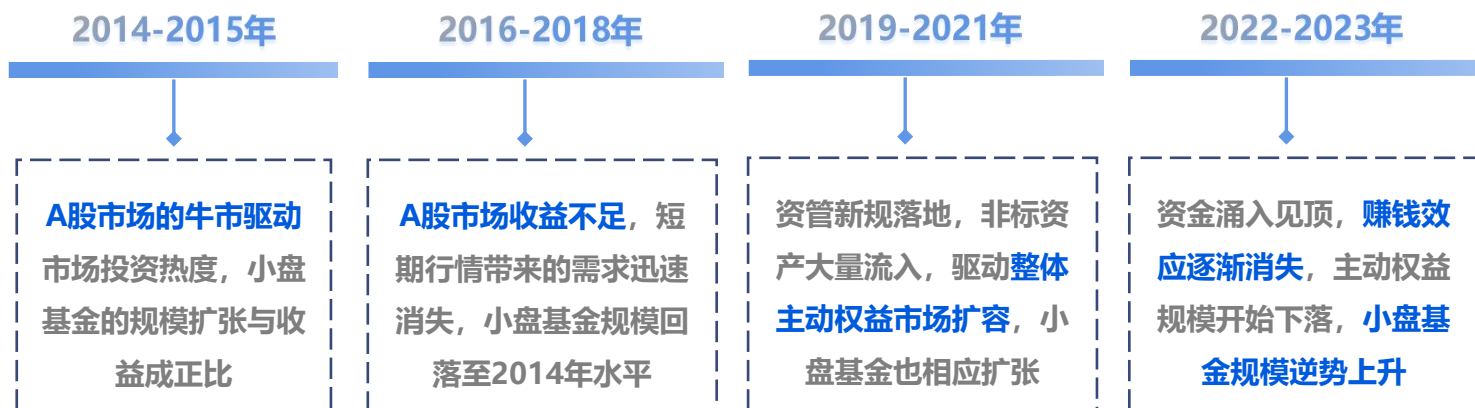 2014-2015年
A股市场的牛市驱动
市场投资热度，小盘
基金的规模扩张与收
益成正比
2016-2018年
A股市场收益不足，短
期行情带来的需求迅速
消失，小盘基金规模回
落至2014年水平
2019-2021年
资管新规落地，非标资
产大量流入，驱动整体
主动权益市场扩容，小
盘基金也相应扩张
2022-2023年
资金涌入见顶，赚钱效
应逐渐消失，主动权益
规模开始下落，小盘基
金规模逆势上升